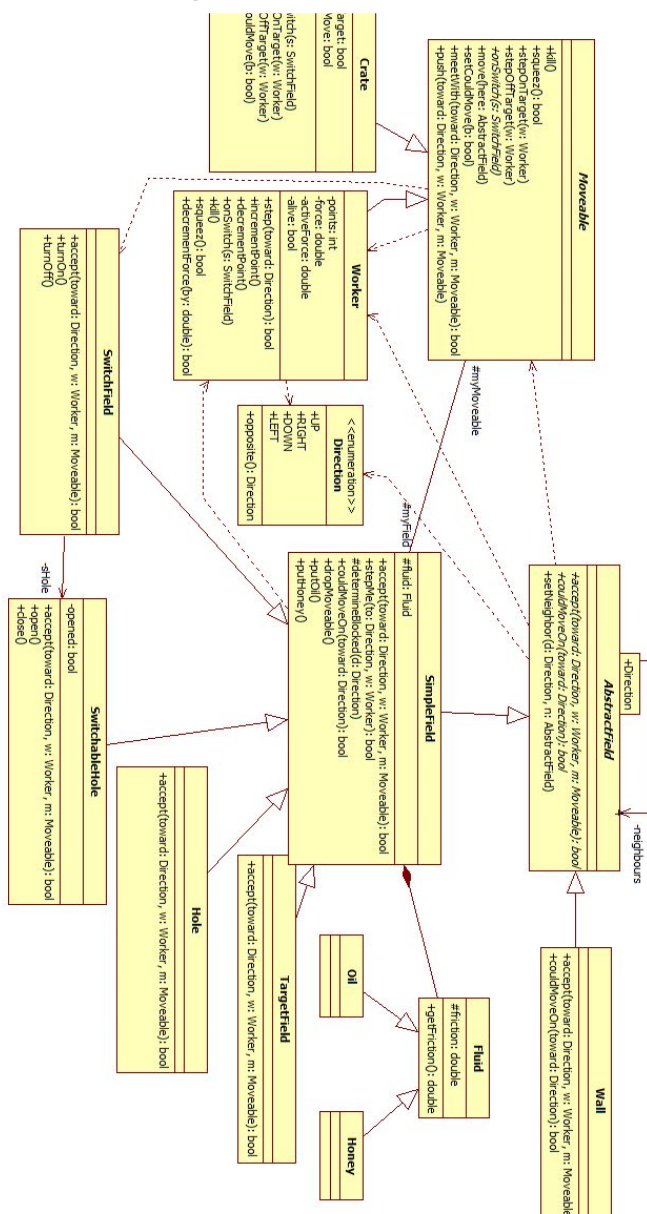 Moveable
+kill()
+squeez(): bool
+stepOnTarget(w: Worker)
+stepOffTarget(w: Worker)
+onSwitch(s: SwitchField)
+move(here: AbstractField)
+setCouldMove(b: bool)
+meetWith(toward: Direction, w: Worker, m: Moveable): bool
+push(toward: Direction, w: Worker, m: Moveable)
#myMoveable
+Direction
-neighbours
AbstractField
+accept(toward: Direction, w: Worker, m: Moveable): bool
+couldMoveOn(toward: Direction): bool
+setNeighbor(d: Direction, n: AbstractField)
Wall
+accept(toward: Direction, w: Worker, m: Moveable
+couldMoveOn(toward: Direction): bool
Crate
arget: bool
Move: bool
witch(s: SwitchField)
OnTarget(w: Worker)
OffTarget(w: Worker)
ouldMove(b: bool)
Worker
-points: int
-force: double
-activeForce: double
-alive: bool
+step(toward: Direction): bool
+incrementPoint()
+decrementPoint()
+onSwitch(s: SwitchField)
+kill()
+squeez(): bool
+decrementForce(by: double): bool
<<enumeration>>
Direction
+UP
+RIGHT
+DOWN
+LEFT
+opposite(): Direction
#myField
SimpleField
#fluid: Fluid
+accept(toward: Direction, w: Worker, m: Moveable): bool
+stepMe(to: Direction, w: Worker): bool
#determineBlocked(d: Direction)
+couldMoveOn(toward: Direction): bool
+dropMoveable()
+putOil()
+putHoney()
Fluid
#friction: double
+getFriction(): double
Oil
Honey
SwitchField
+accept(toward: Direction, w: Worker, m: Moveable): bool
+turnOn()
+turnOff()
-sHole
SwitchableHole
-opened: bool
+accept(toward: Direction, w: Worker, m: Moveable): bool
+open()
+close()
Hole
+accept(toward: Direction, w: Worker, m: Moveable): bool
TargetField
+accept(toward: Direction, w: Worker, m: Moveable): bool